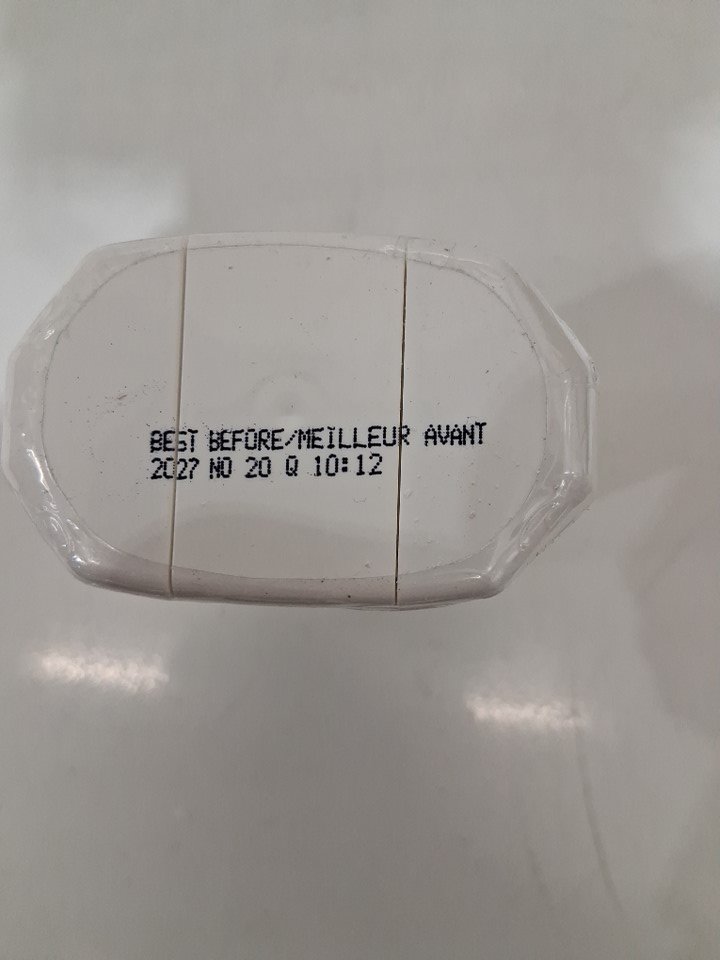 BEST BEFORE/MEILLEUR AVANT
2027 NO 20 Q 10:12